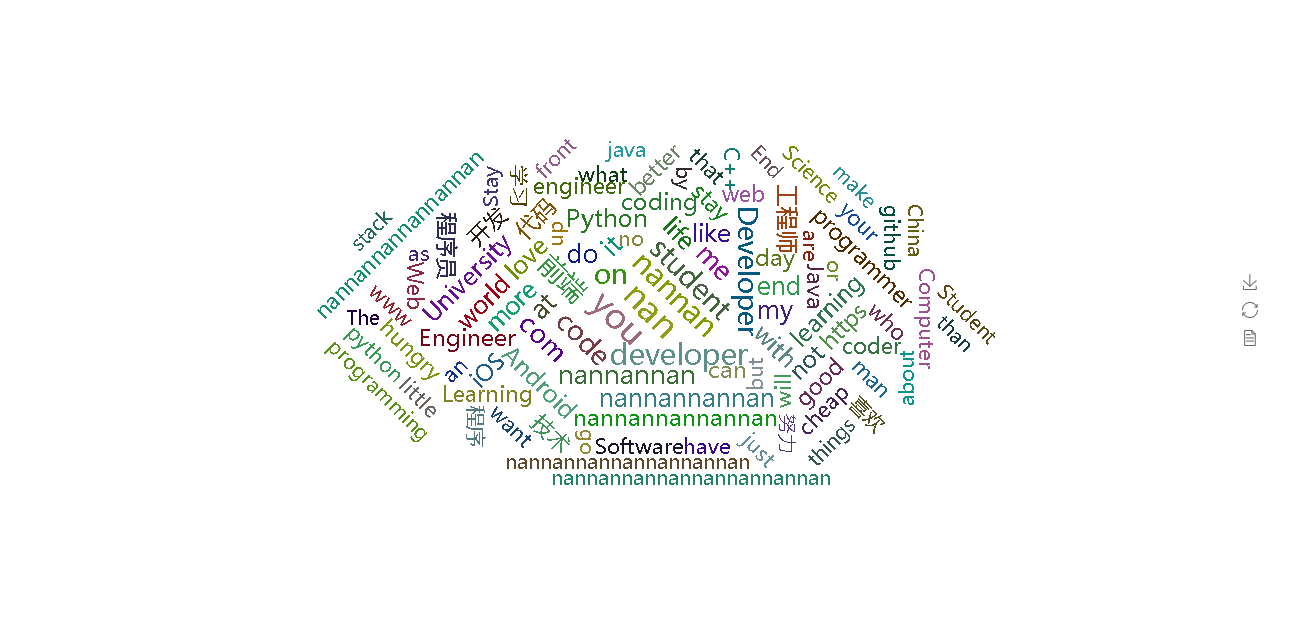 java
front
better
that
C++
End
Science
make
Stay
学习
what
by
engineer
stay
web
工程师
your
China
github
nannannannannannan
stack
程序员
开发
代码
up
Python
coding
no
life
like
Developer
programmer
are
as
Web
University
love
前端
do
it
student
me
day
Java
or
Computer
Student
www
world
more
at
on
nannan
nan
you
end
my
learning
https
who
than
The
hungry
Engineer
com
code
with
not
coder
python
programming
little
an
iOS
Android
developer
can
but
good
man
about
Learning
nannannan
nannannannan
will
cheap
喜欢
程序
want
技术
go
nannannannannan
努力
things
Software
have
just
nannannannannannan
nannannannannannannan